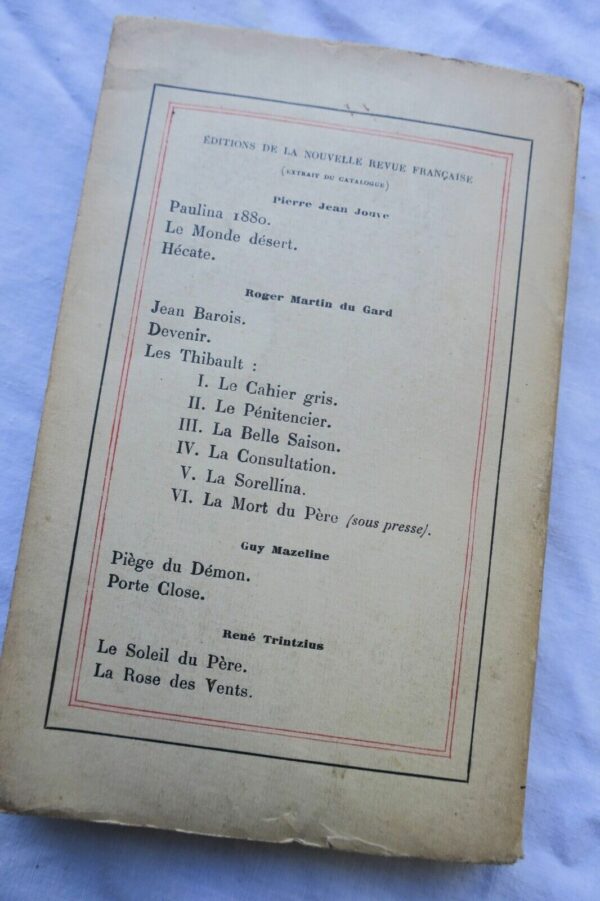 ÉDITIONS DE LA NOUVELLE REVUE FRANÇAISE
(EXTRAIT DU CATALOGUE)
Pierre Jean Jouve
Paulina 1880.
Le Monde désert.
Hécate.
Roger Martin du Gard
Jean Barois.
Devenir.
Les Thibault :
I. Le Cahier gris.
II. Le Pénitencier.
III. La Belle Saison.
IV. La Consultation.
V. La Sorellina.
VI. La Mort du Père (sous presse).
Guy Mazeline
Piège du Démon.
Porte Close.
René Trintzius
Le Soleil du Père.
La Rose des Vents.